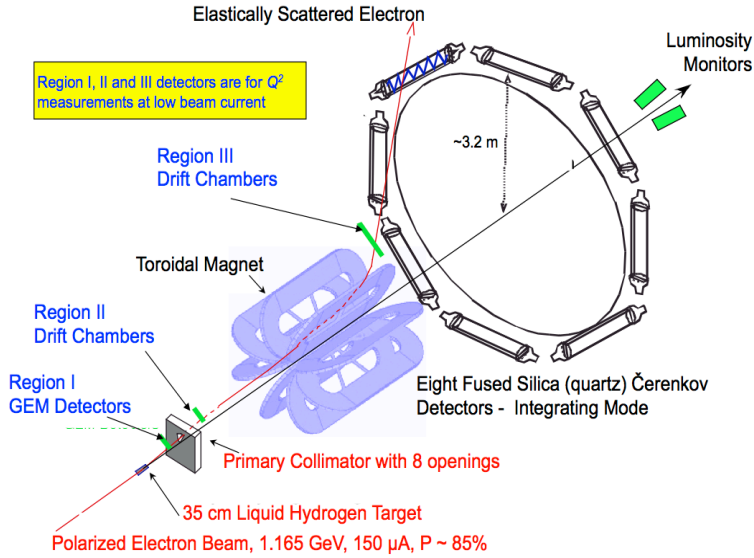 Elastically Scattered Electron
Luminosity
Monitors
Region I, II and III detectors are for Q²
measurements at low beam current
~3.2 m
Region III
Drift Chambers
Toroidal Magnet
Region II
Drift Chambers
Region I
GEM Detectors
Eight Fused Silica (quartz) Čerenkov
Detectors - Integrating Mode
Primary Collimator with 8 openings
35 cm Liquid Hydrogen Target
Polarized Electron Beam, 1.165 GeV, 150 μA, P ~ 85%